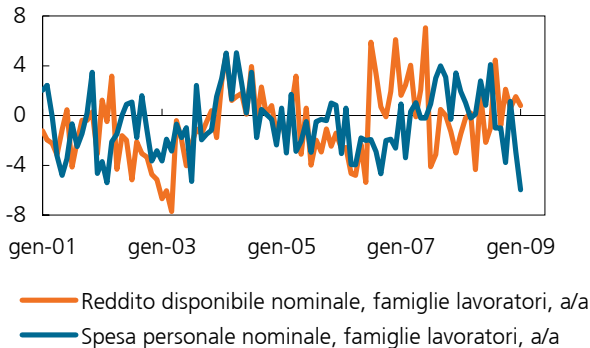 8
4
0
-4
-8
gen-01 gen-03 gen-05 gen-07 gen-09
Reddito disponibile nominale, famiglie lavoratori, a/a
Spesa personale nominale, famiglie lavoratori, a/a